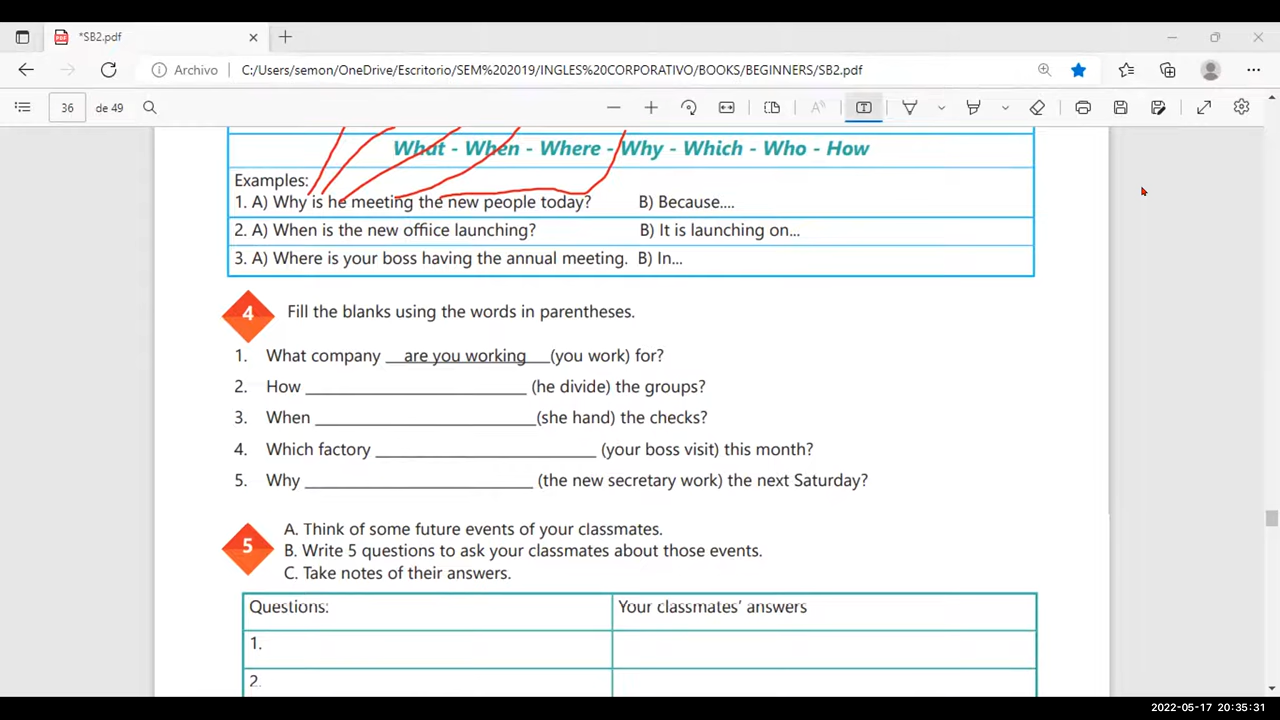 *SB2.pdf
Archivo C:/Users/semon/OneDrive/Escritorio/SEM%202019/INGLES%20CORPORATIVO/BOOKS/BEGINNERS/SB2.pdf
36 de 49
What - When - Where - Why - Which - Who - How
Examples:
1. A) Why is he meeting the new people today? B) Because....
2. A) When is the new office launching? B) It is launching on...
3. A) Where is your boss having the annual meeting. B) In...
4 Fill the blanks using the words in parentheses.
1. What company __are you working___(you work) for?
2. How _________________________ (he divide) the groups?
3. When _________________________(she hand) the checks?
4. Which factory _________________________ (your boss visit) this month?
5. Why __________________________ (the new secretary work) the next Saturday?
5 A. Think of some future events of your classmates.
B. Write 5 questions to ask your classmates about those events.
C. Take notes of their answers.
Questions: Your classmates’ answers
1.
2.
2022-05-17 20:35:31